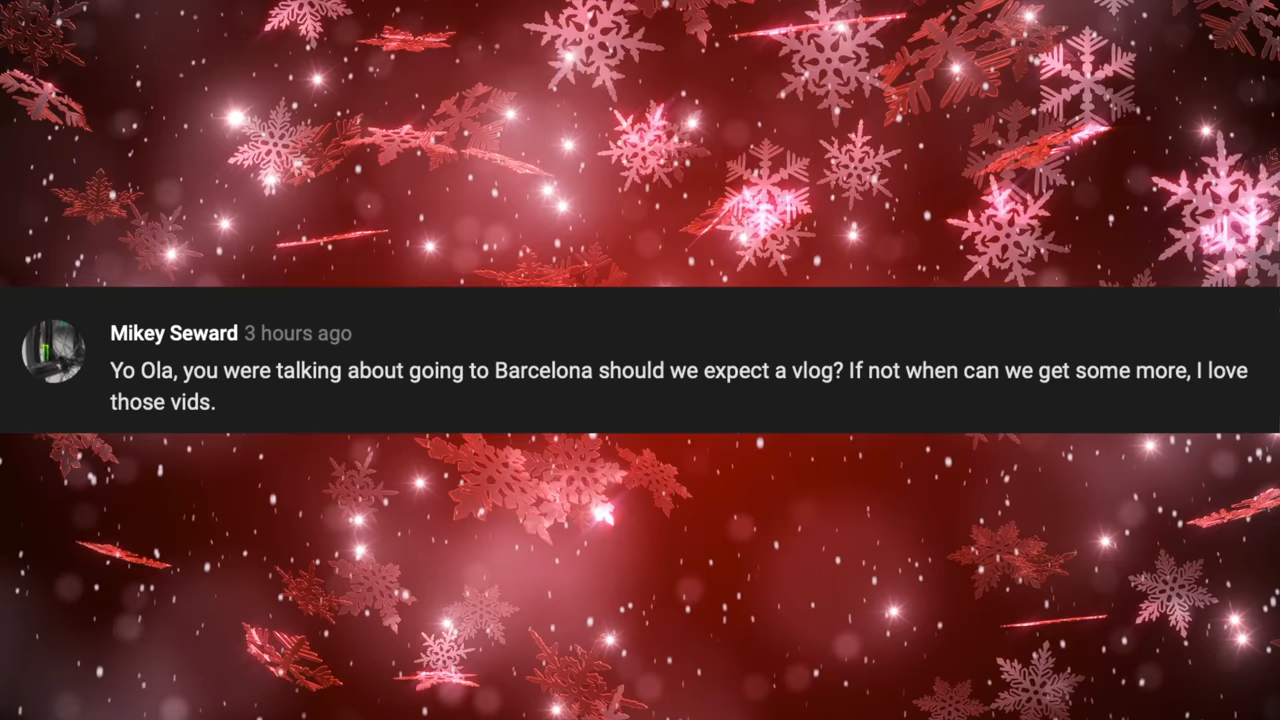 Mikey Seward 3 hours ago
Yo Ola, you were talking about going to Barcelona should we expect a vlog? If not when can we get some more, I love
those vids.